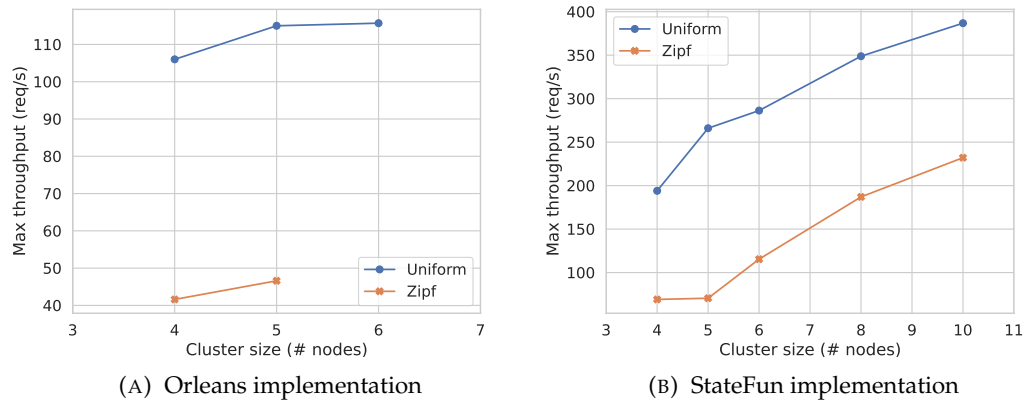 110
100
90
80
70
60
50
40
Max throughput (req/s)
Uniform
Zipf
3 4 5 6 7
Cluster size (# nodes)
(A) Orleans implementation
400
350
300
250
200
150
100
Max throughput (req/s)
Uniform
Zipf
3 4 5 6 7 8 9 10 11
Cluster size (# nodes)
(B) StateFun implementation